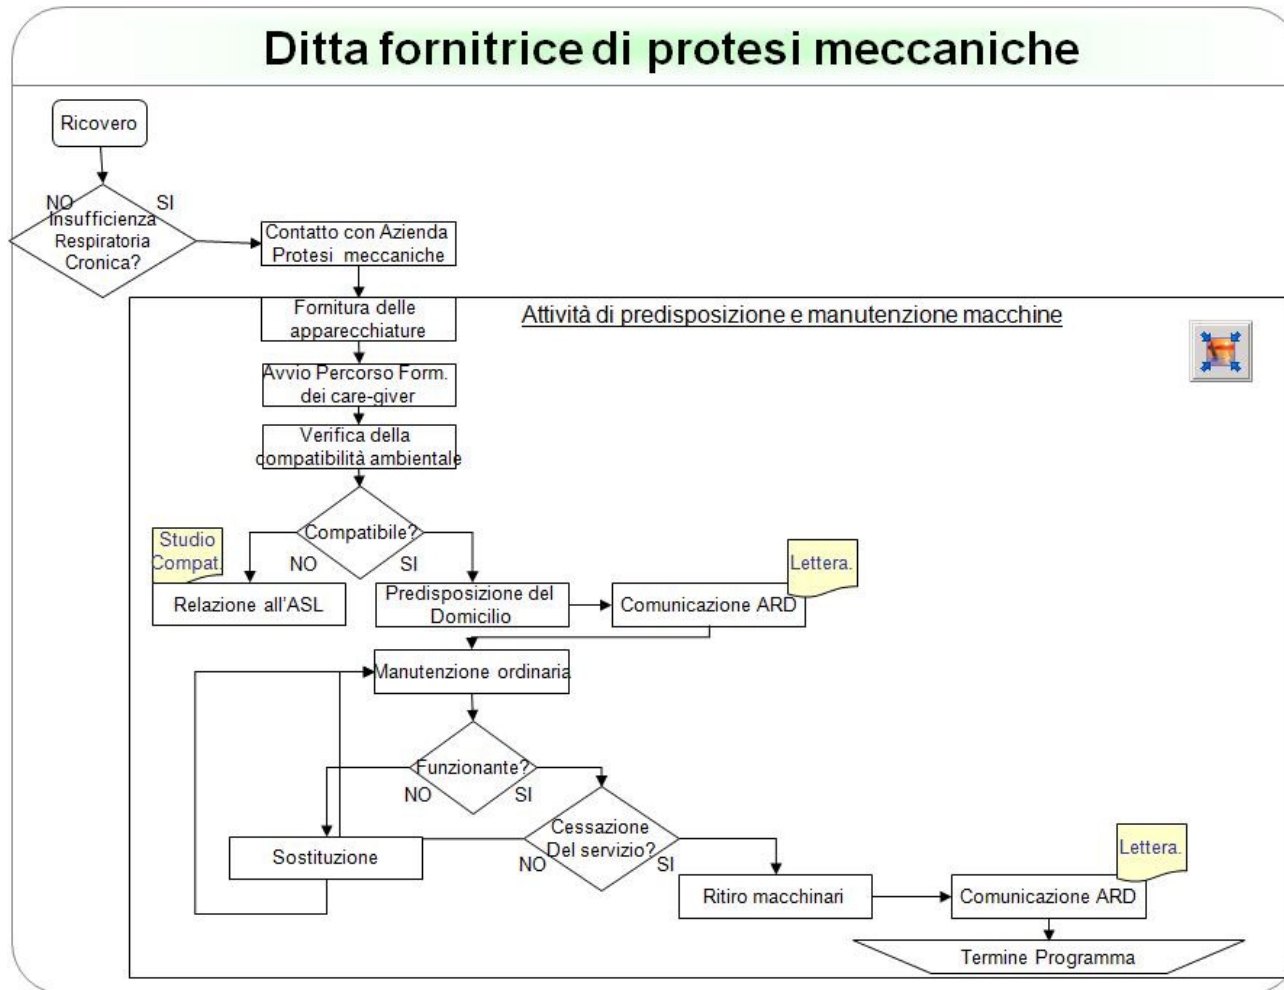 Ditta fornitrice di protesi meccaniche
Ricovero
NO
SI
Insufficienza
Respiratoria
Cronica?
Contatto con Azienda
Protesi meccaniche
Fornitura delle
apparecchiature
Attività di predisposizione e manutenzione macchine
Avvio Percorso Form.
dei care-giver
Verifica della
compatibilità ambientale
Compatibile?
NO
SI
Studio
Compat.
Relazione all'ASL
Predisposizione del
Domicilio
Lettera.
Comunicazione ARD
Manutenzione ordinaria
Funzionante?
NO
SI
Sostituzione
Cessazione
Del servizio?
NO
SI
Ritiro macchinari
Lettera.
Comunicazione ARD
Termine Programma